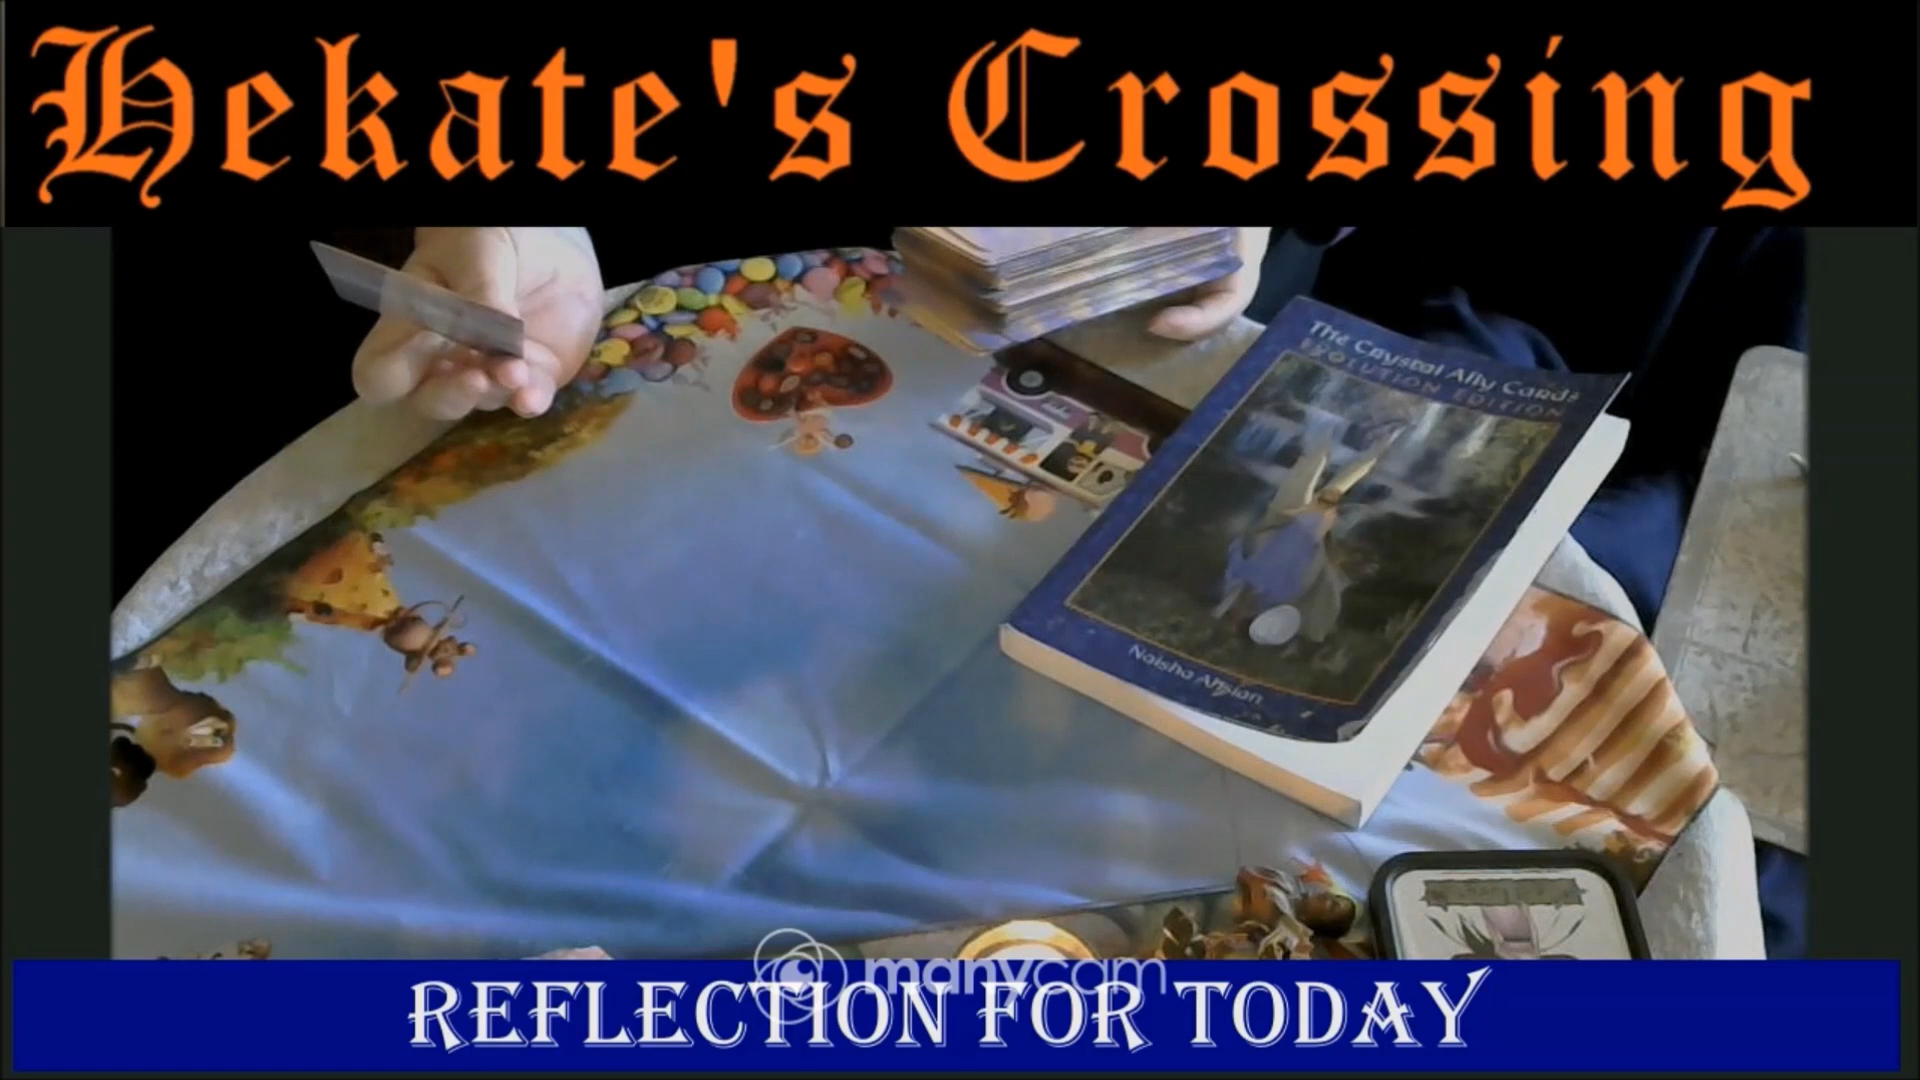 Hekate's Crossing
The Crystal Ally Cards
EVOLUTION EDITION
Naisha Ahsian
manycam
REFLECTION FOR TODAY